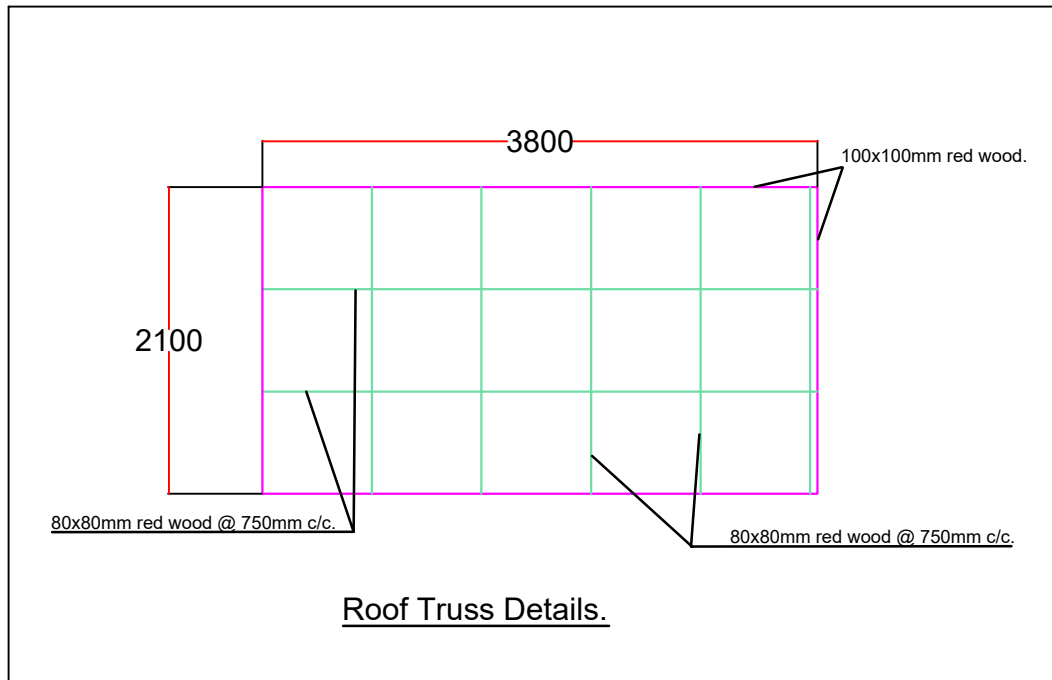 3800
100x100mm red wood.
2100
80x80mm red wood @ 750mm c/c.
80x80mm red wood @ 750mm c/c.
Roof Truss Details.